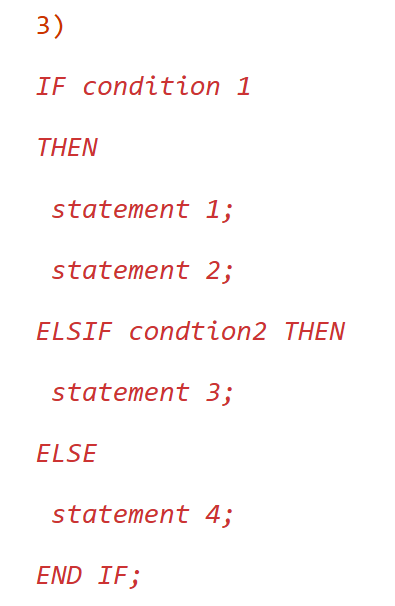 3)
IF condition 1
THEN
statement 1;
statement 2;
ELSIF condtion2 THEN
statement 3;
ELSE
statement 4;
END IF;